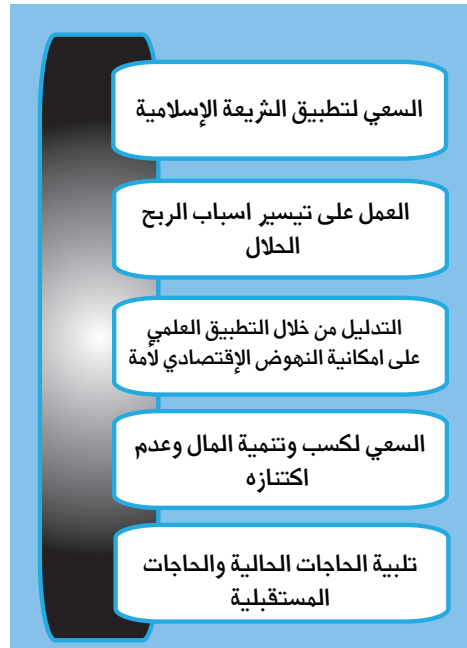 السعي لتطبيق الشريعة الإسلامية
العمل على تيسير اسباب الربح
الحلال
التدليل من خلال التطبيق العلمي
على امكانية النهوض الإقتصادي لأمة
السعي لكسب وتنمية المال وعدم
اكتنازه
تلبية الحاجات الحالية والحاجات
المستقبلية